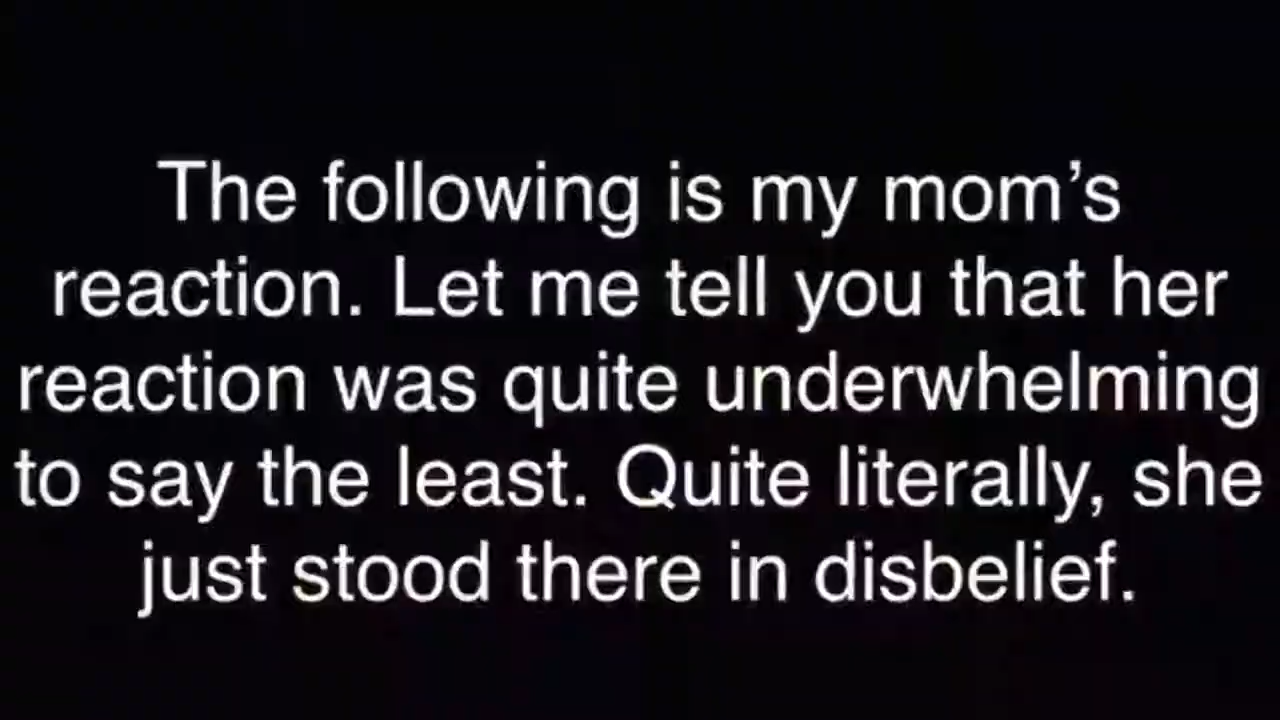 The following is my mom’s
reaction. Let me tell you that her
reaction was quite underwhelming
to say the least. Quite literally, she
just stood there in disbelief.